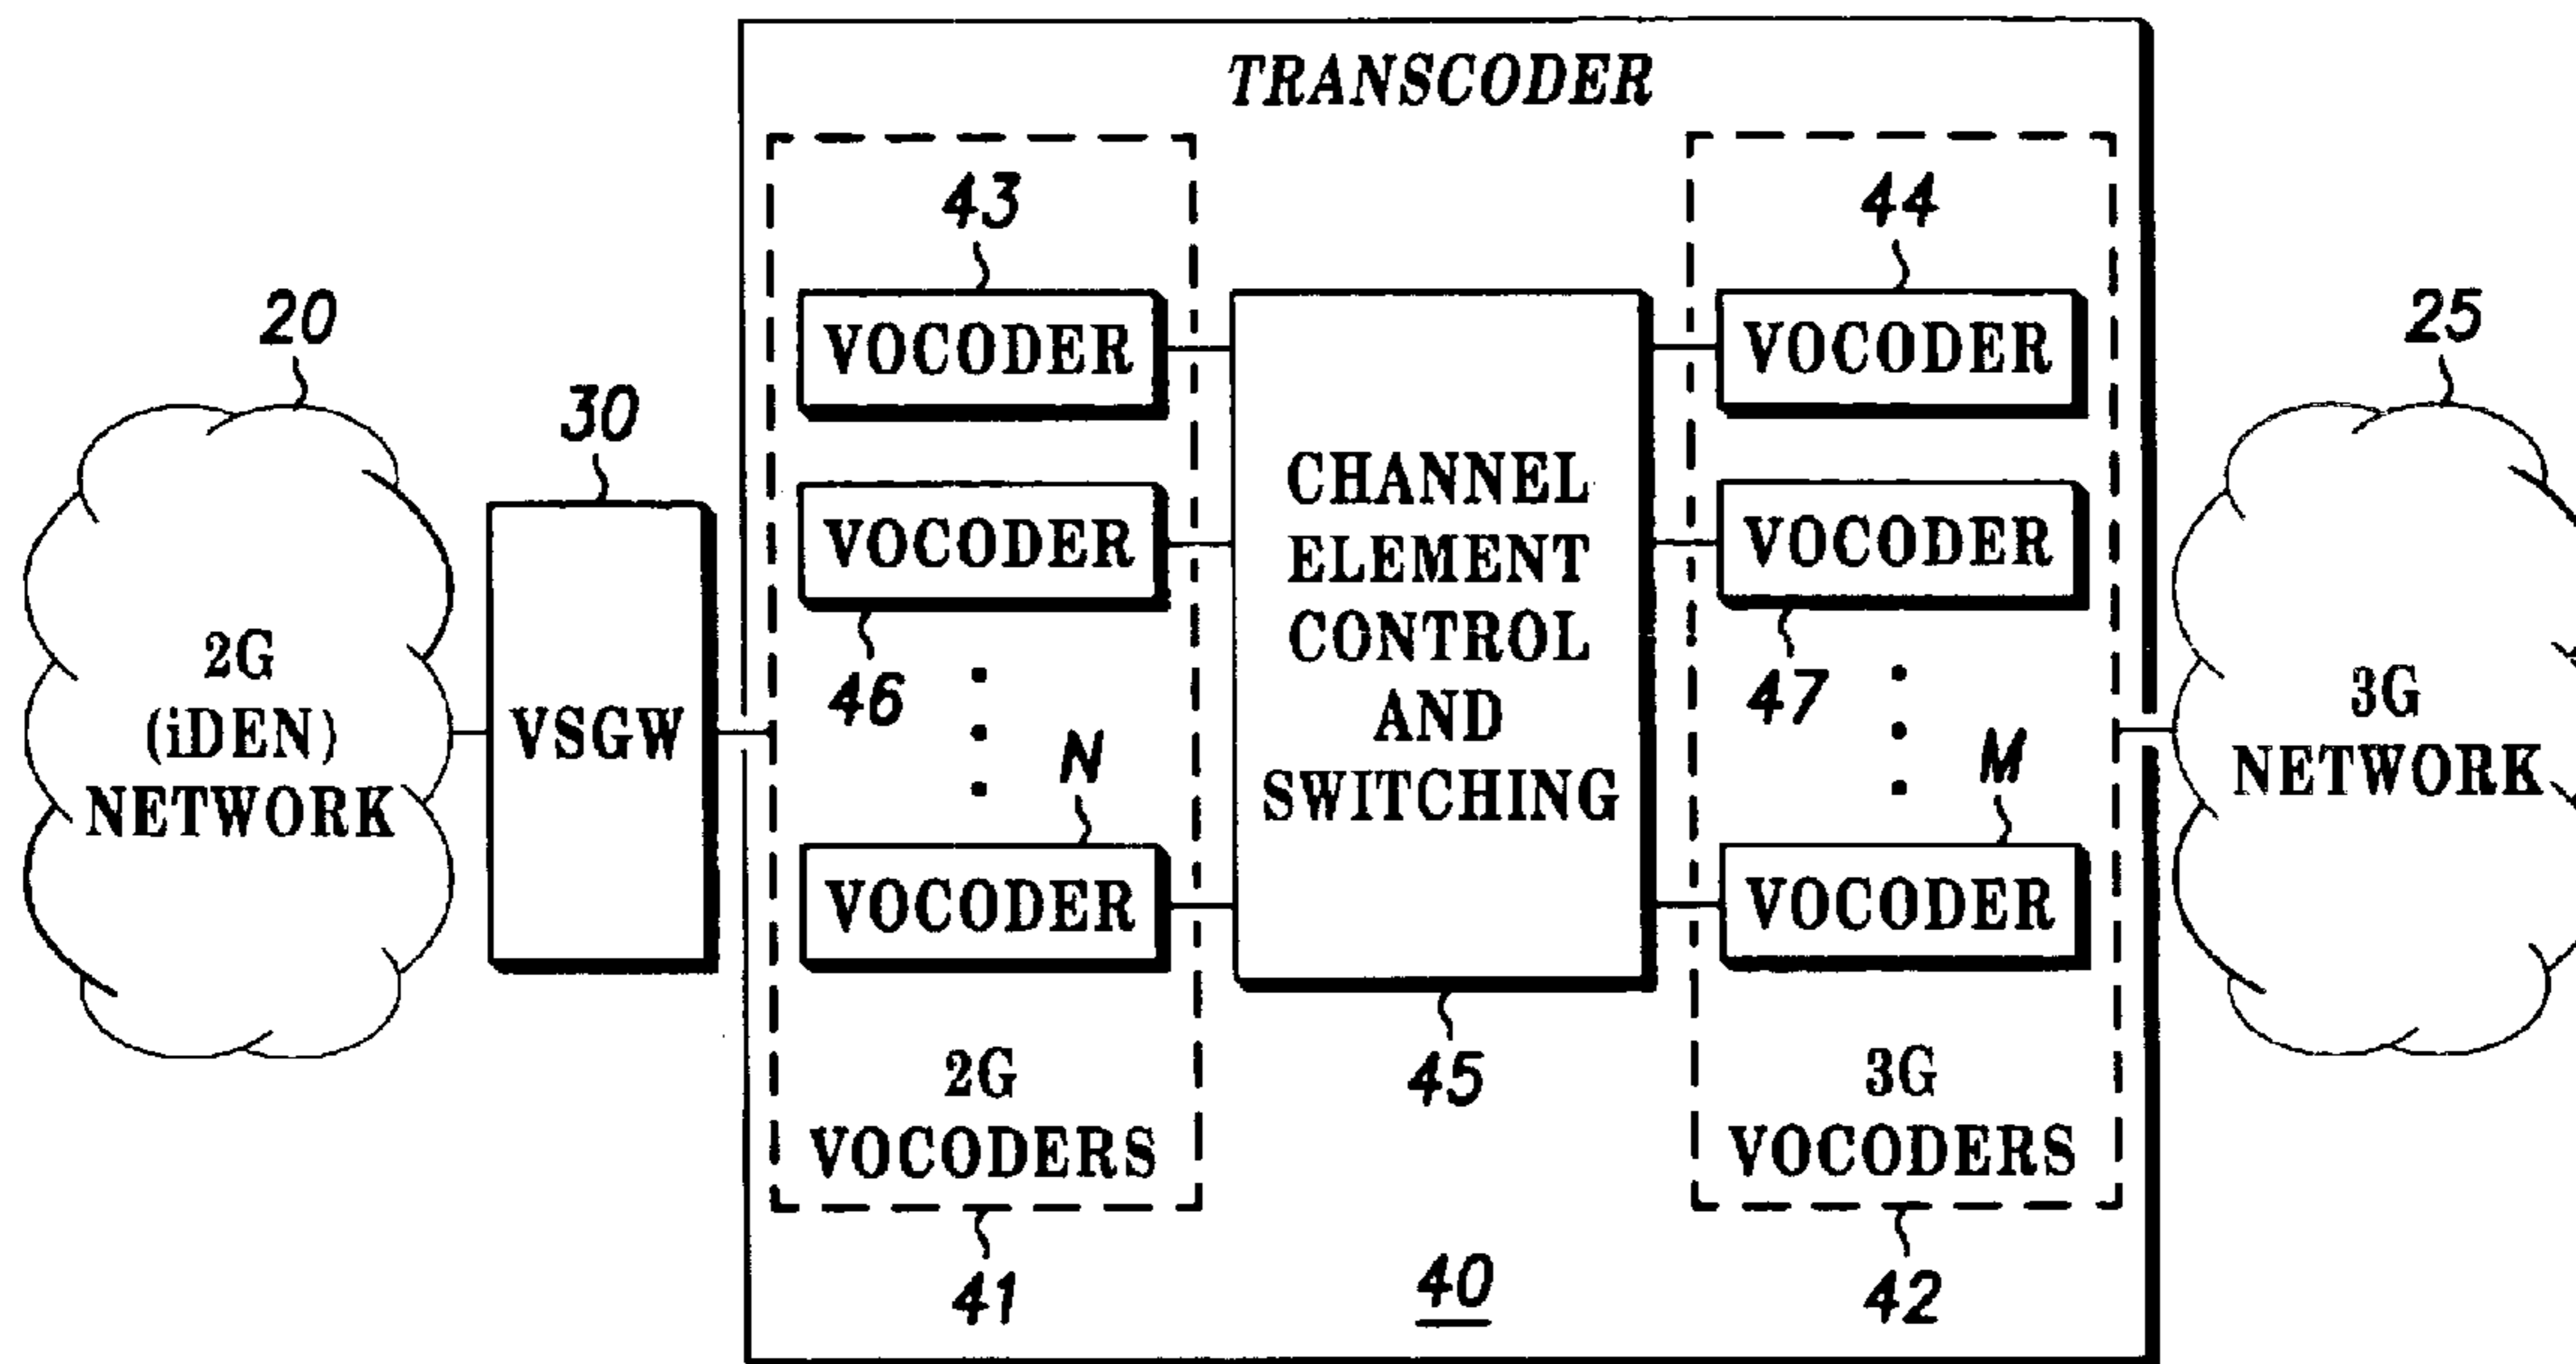 TRANSCODER
43
44
20
25
30
VOCODER
VOCODER
VOCODER
VOCODER
46
47
N
M
VOCODER
VOCODER
CHANNEL
ELEMENT
CONTROL
AND
SWITCHING
45
2G
(iDEN)
NETWORK
VSGW
3G
NETWORK
2G
VOCODERS
3G
VOCODERS
41
40
42